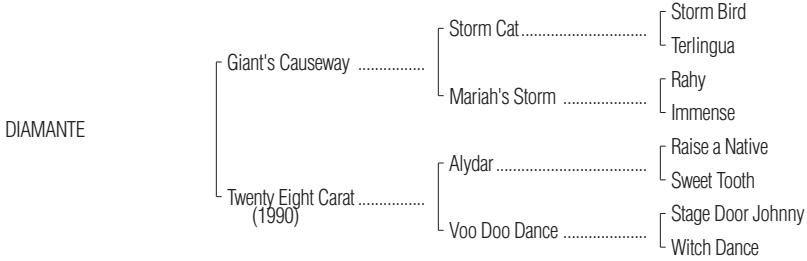 Storm Bird
Storm Cat..............................
Terlingua
Giant's Causeway ................
Rahy
Mariah's Storm ....................
Immense
DIAMANTE
Raise a Native
Alydar....................................
Sweet Tooth
Twenty Eight Carat ................
(1990)
Stage Door Johnny
Voo Doo Dance ....................
Witch Dance